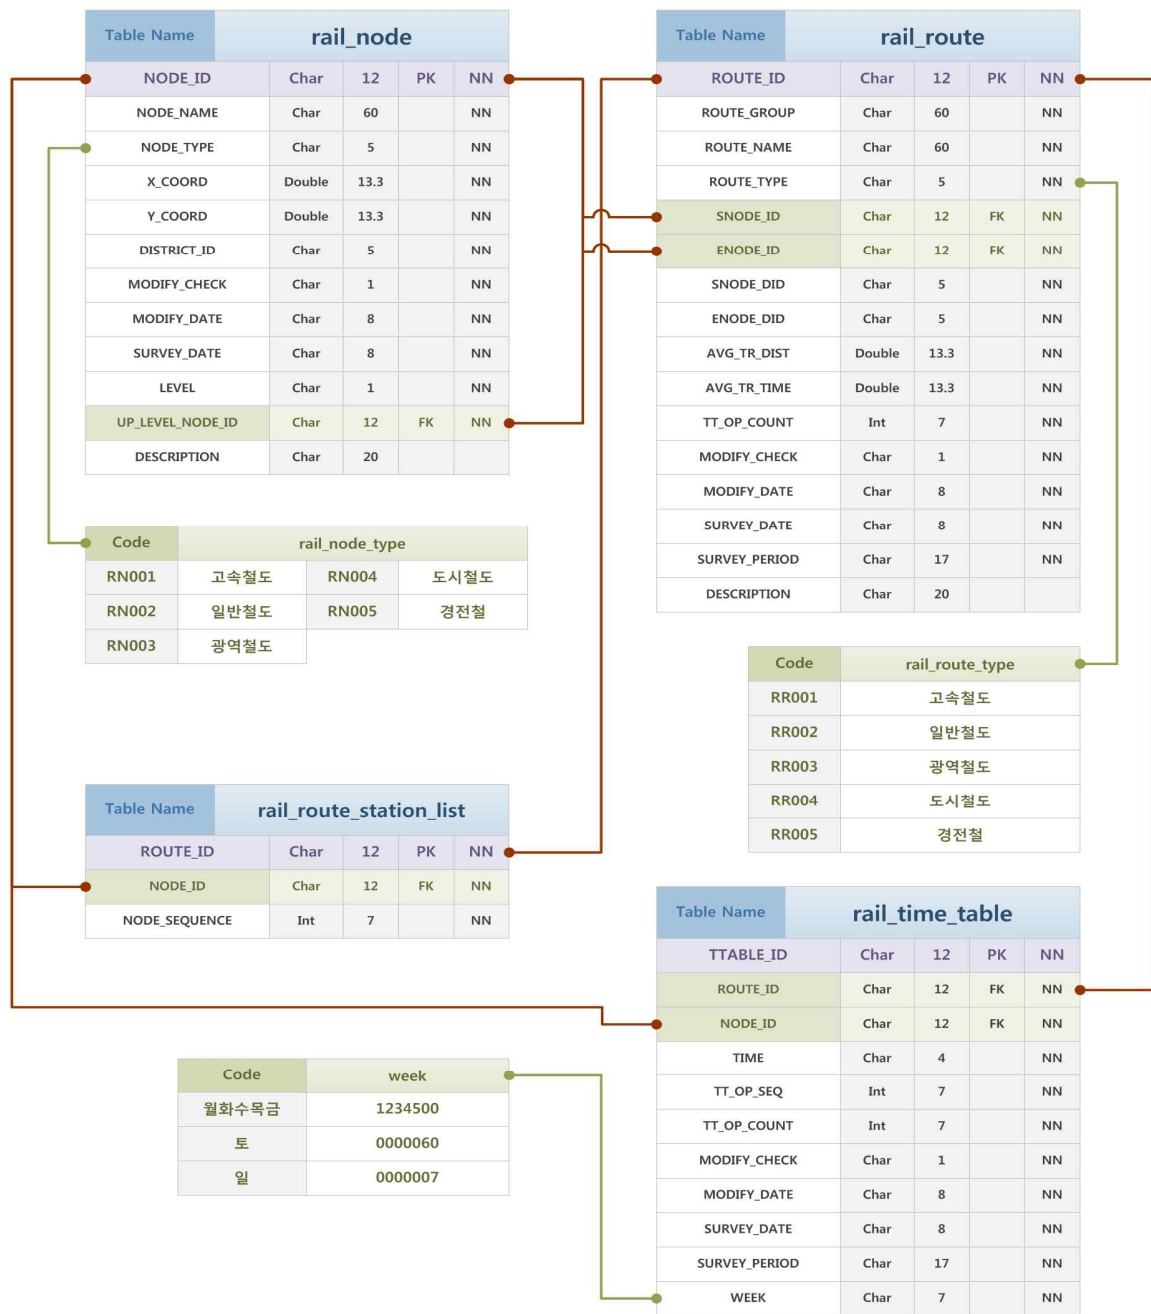 Table Name rail_node
NODE_ID Char 12 PK NN
NODE_NAME Char 60 NN
NODE_TYPE Char 5 NN
X_COORD Double 13.3 NN
Y_COORD Double 13.3 NN
DISTRICT_ID Char 5 NN
MODIFY_CHECK Char 1 NN
MODIFY_DATE Char 8 NN
SURVEY_DATE Char 8 NN
LEVEL Char 1 NN
UP_LEVEL_NODE_ID Char 12 FK NN
DESCRIPTION Char 20
Code rail_node_type
RN001 고속철도 RN004 도시철도
RN002 일반철도 RN005 경전철
RN003 광역철도
Table Name rail_route
ROUTE_ID Char 12 PK NN
ROUTE_GROUP Char 60 NN
ROUTE_NAME Char 60 NN
ROUTE_TYPE Char 5 NN
SNODE_ID Char 12 FK NN
ENODE_ID Char 12 FK NN
SNODE_DID Char 5 NN
ENODE_DID Char 5 NN
AVG_TR_DIST Double 13.3 NN
AVG_TR_TIME Double 13.3 NN
TT_OP_COUNT Int 7 NN
MODIFY_CHECK Char 1 NN
MODIFY_DATE Char 8 NN
SURVEY_DATE Char 8 NN
SURVEY_PERIOD Char 17 NN
DESCRIPTION Char 20
Code rail_route_type
RR001 고속철도
RR002 일반철도
RR003 광역철도
RR004 도시철도
RR005 경전철
Table Name rail_route_station_list
ROUTE_ID Char 12 PK NN
NODE_ID Char 12 FK NN
NODE_SEQUENCE Int 7 NN
Table Name rail_time_table
TTABLE_ID Char 12 PK NN
ROUTE_ID Char 12 FK NN
NODE_ID Char 12 FK NN
TIME Char 4 NN
TT_OP_SEQ Int 7 NN
TT_OP_COUNT Int 7 NN
MODIFY_CHECK Char 1 NN
MODIFY_DATE Char 8 NN
SURVEY_DATE Char 8 NN
SURVEY_PERIOD Char 17 NN
WEEK Char 7 NN
Code week
월화수목금 1234500
토 0000060
일 0000007